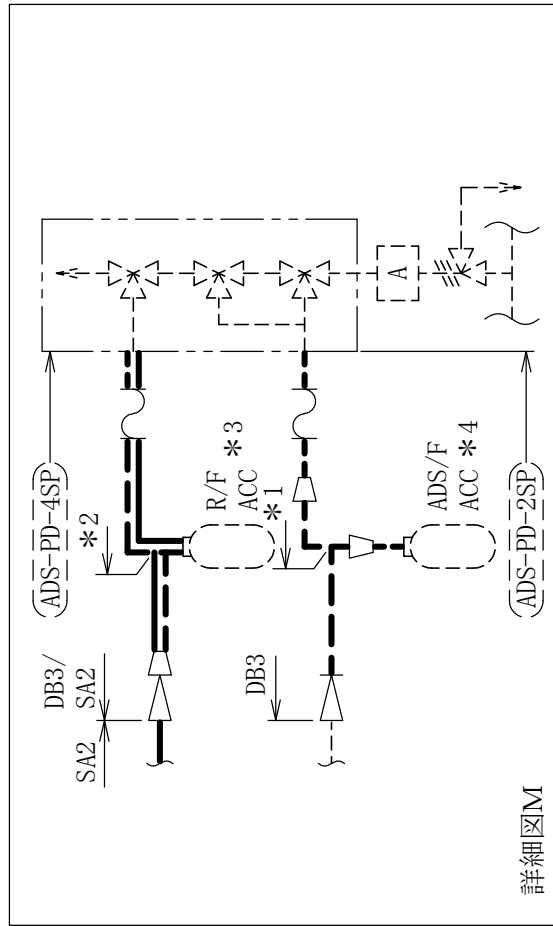 ADS-PD-4SP
*2
DB3/
SA2
SA2
R/F
ACC *3
*1
DB3
ADS/F
ACC *4
ADS-PD-2SP
A
詳細図M